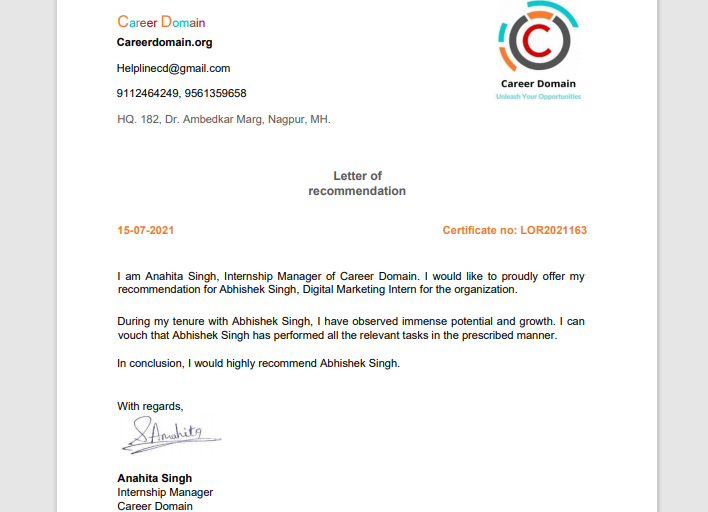 Career Domain
Careerdomain.org
Helplinecd@gmail.com
9112464249, 9561359658
HQ. 182, Dr. Ambedkar Marg, Nagpur, MH.
C
Career Domain
Unleash Your Opportunities
Letter of
recommendation
15-07-2021
Certificate no: LOR2021163
I am Anahita Singh, Internship Manager of Career Domain. I would like to proudly offer my
recommendation for Abhishek Singh, Digital Marketing Intern for the organization.
During my tenure with Abhishek Singh, I have observed immense potential and growth. I can
vouch that Abhishek Singh has performed all the relevant tasks in the prescribed manner.
In conclusion, I would highly recommend Abhishek Singh.
With regards,
SAnahita
Anahita Singh
Internship Manager
Career Domain